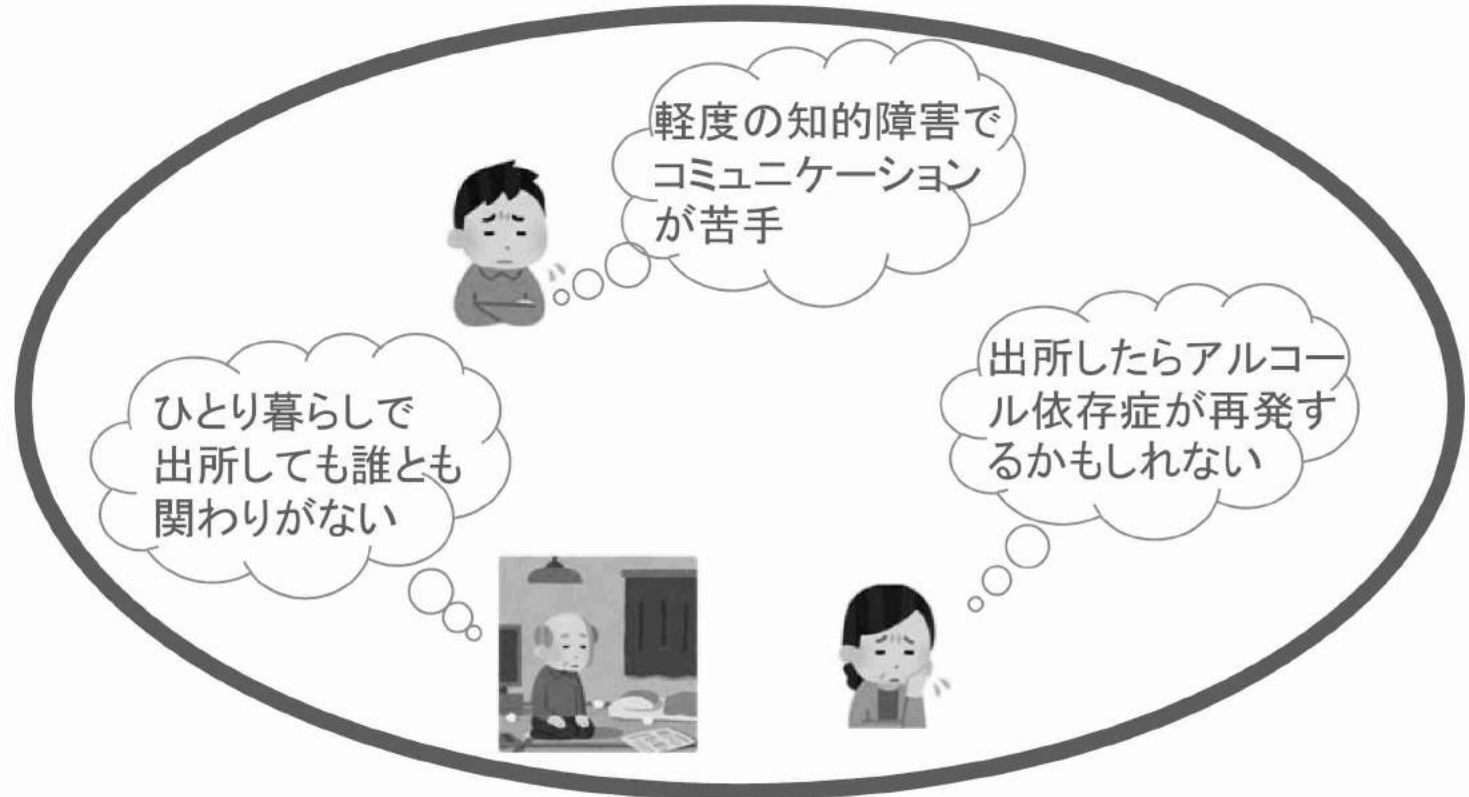 軽度の知的障害で
コミュニケーション
が苦手
ひとり暮らしで
出所しても誰とも
関わりがない
出所したらアルコー
ル依存症が再発す
るかもしれない